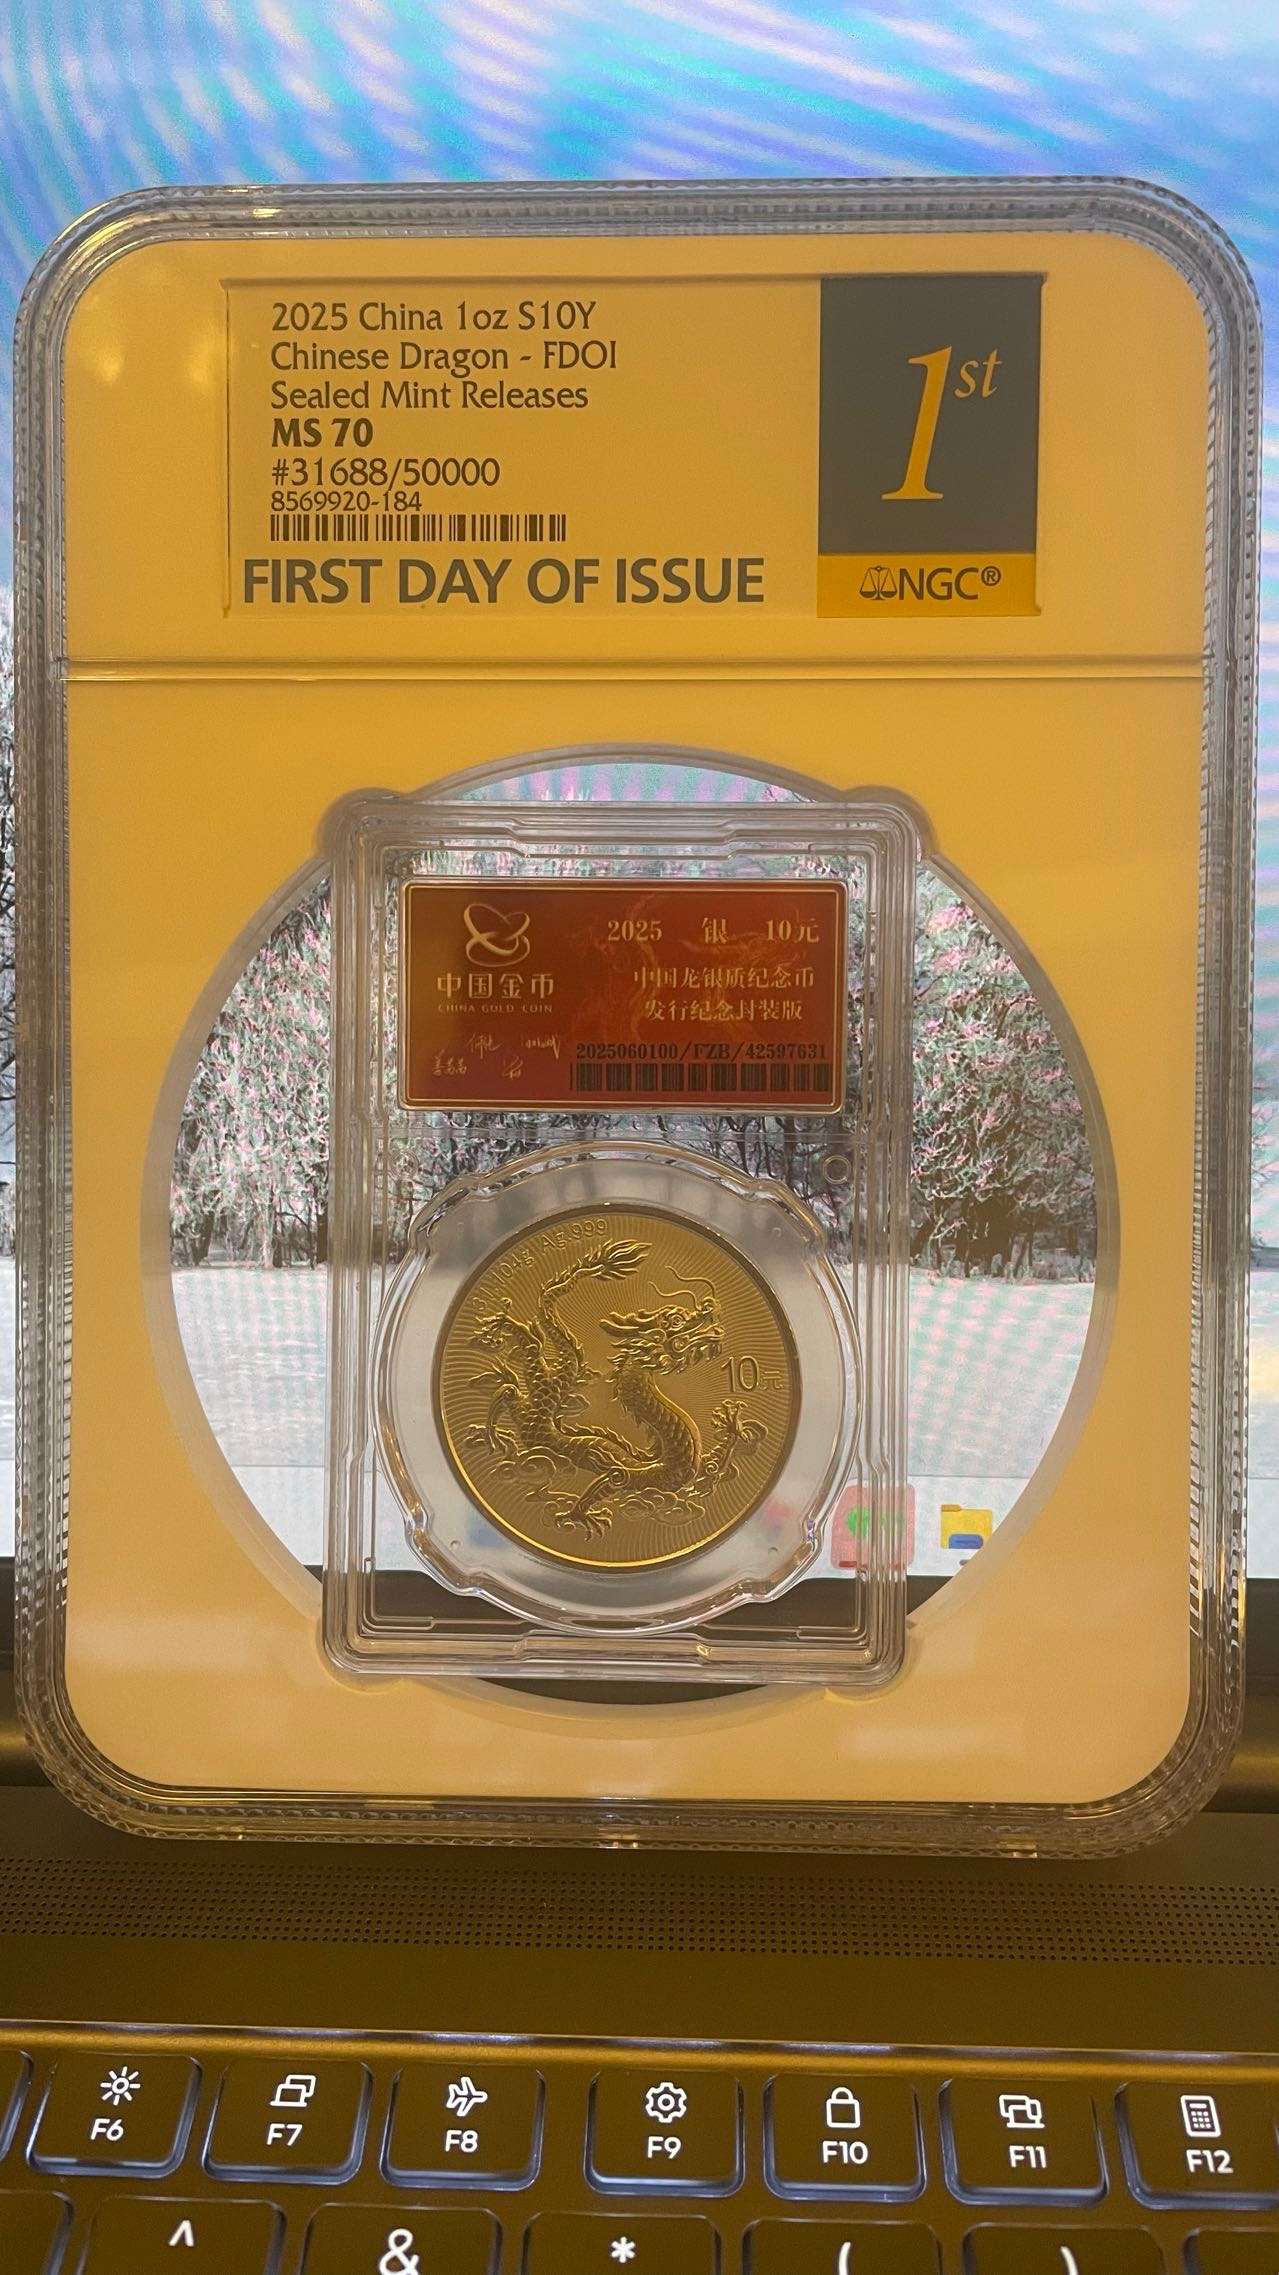 2025 China 1oz S10Y
Chinese Dragon - FDOI
Sealed Mint Releases
MS 70
#31688/50000
8569920-184
FIRST DAY OF ISSUE
1st
NGC®
中国金币
CHINA GOLD COIN
2025 银 10元
中国龙银质纪念币
发行纪念封装版
2025060100/FZB/42597631
31.104g Ag 999
10元
F6
F7
F8
F9
F10
F11
F12
^
&
*
(
)